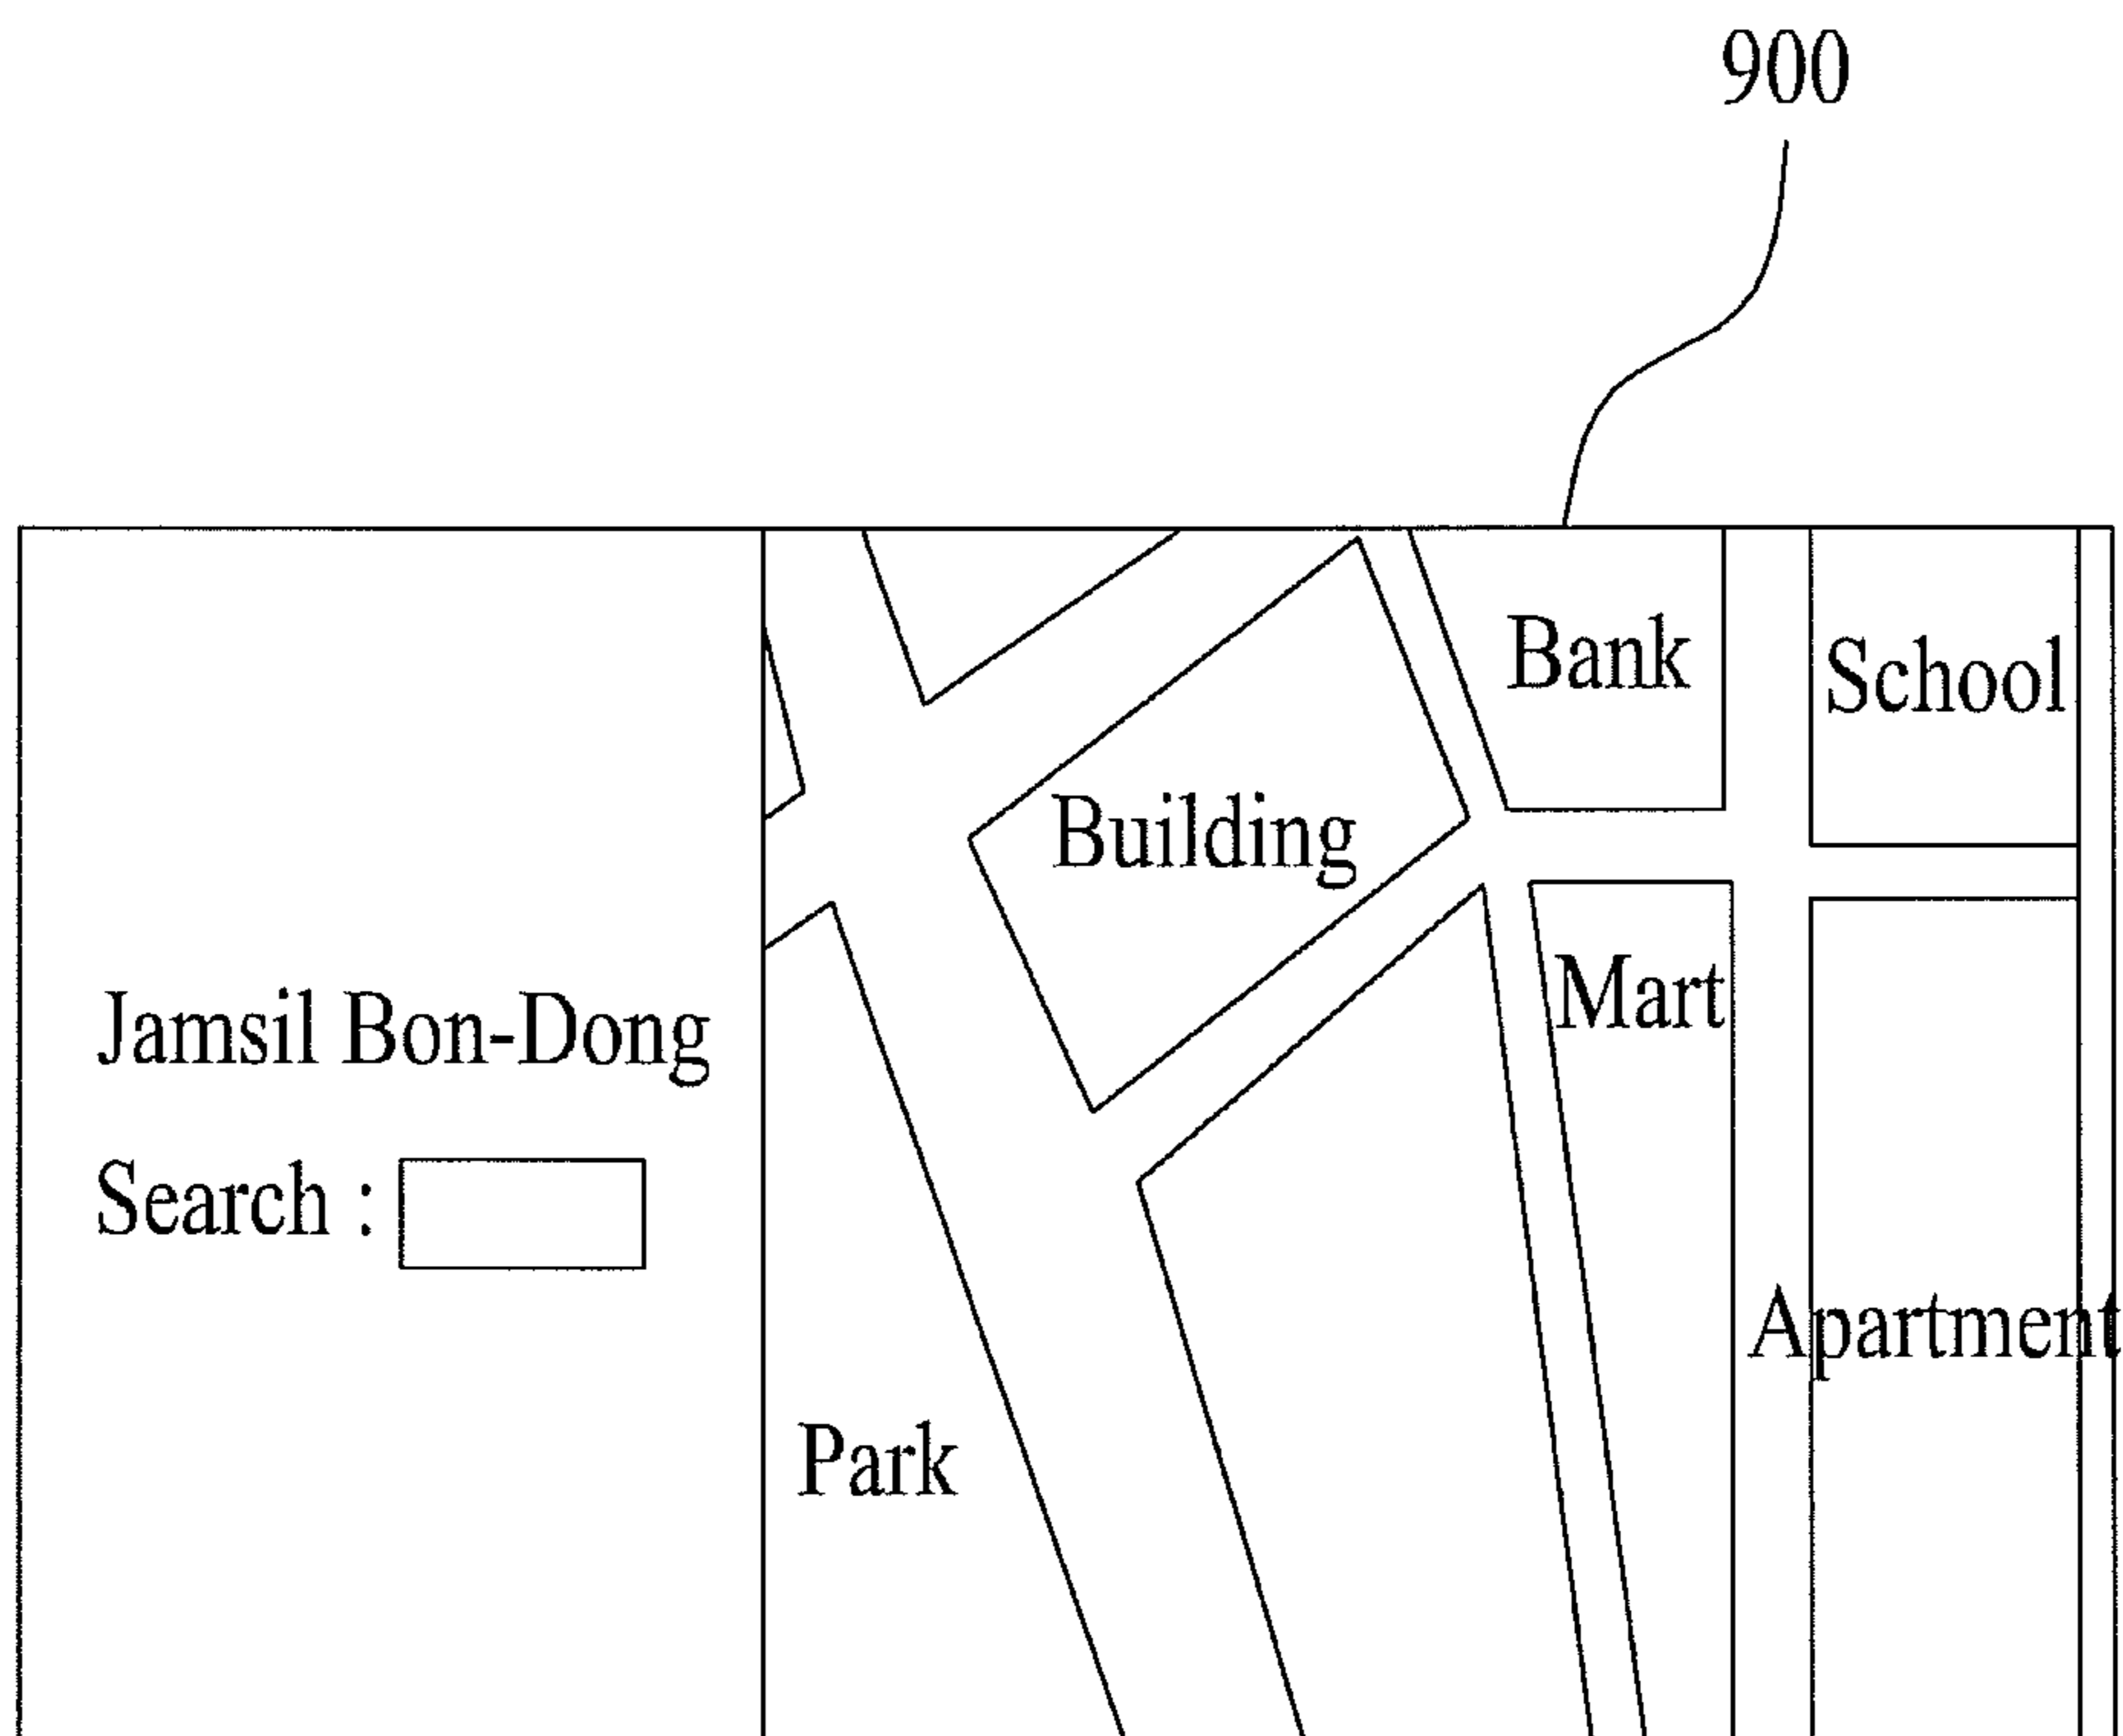 900
Bank
School
Building
Mart
Jamsil Bon-Dong
Search :
Apartment
Park